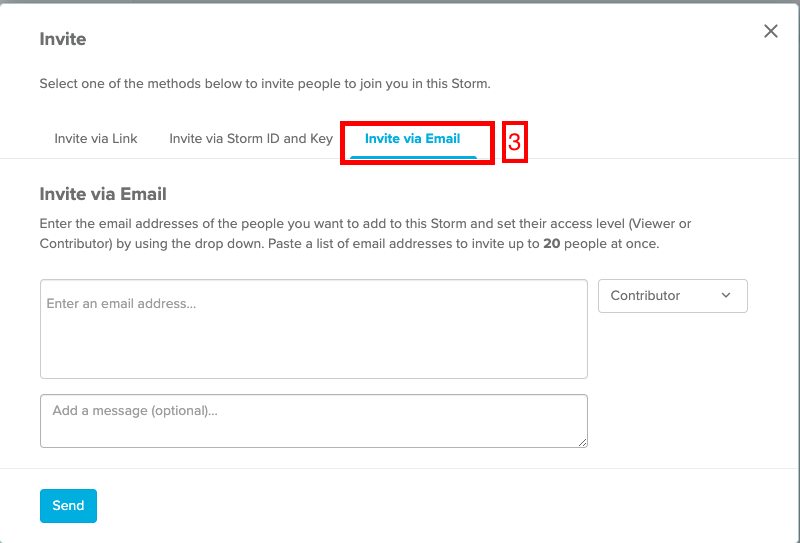 Invite
Select one of the methods below to invite people to join you in this Storm.
Invite via Link Invite via Storm ID and Key Invite via Email 3
Invite via Email
Enter the email addresses of the people you want to add to this Storm and set their access level (Viewer or
Contributor) by using the drop down. Paste a list of email addresses to invite up to 20 people at once.
Enter an email address...
Contributor
Add a message (optional)...
Send